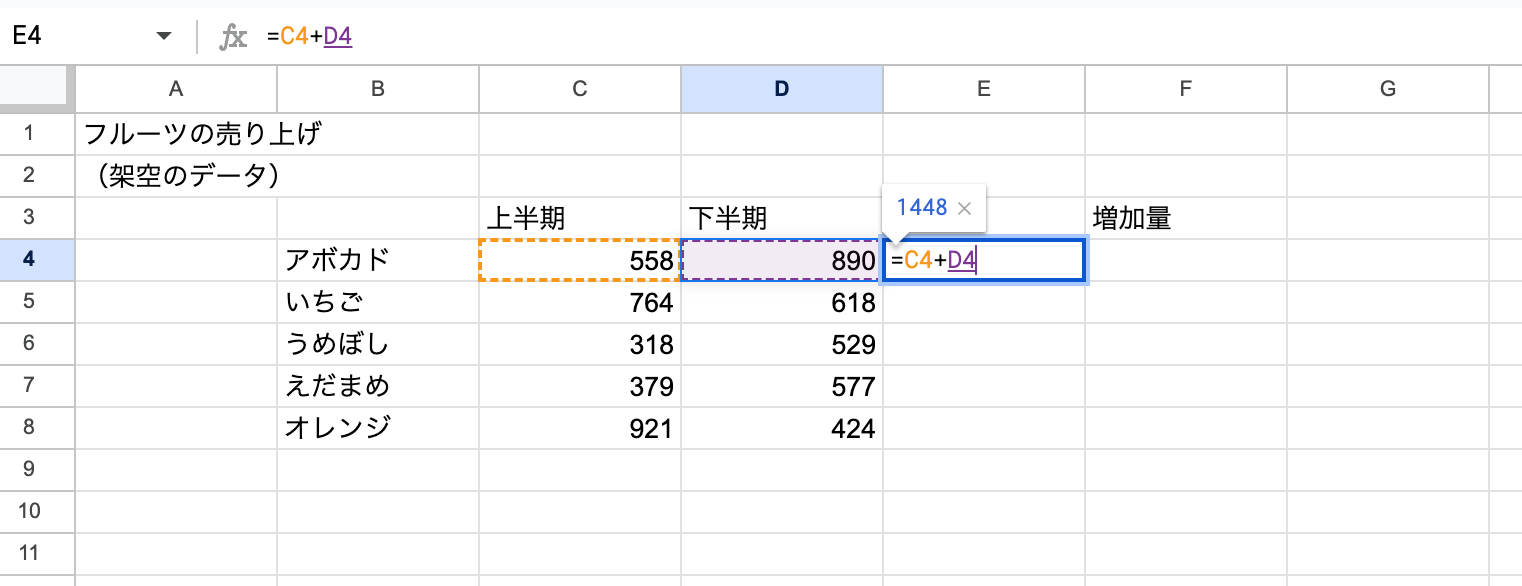 E4 fx =C4+D4
A B C D E F G
1 フルーツの売り上げ
2 （架空のデータ）
3 上半期 下半期 1448 × 増加量
4 アボカド 558 890 =C4+D4
5 いちご 764 618
6 うめぼし 318 529
7 えだまめ 379 577
8 オレンジ 921 424
9
10
11